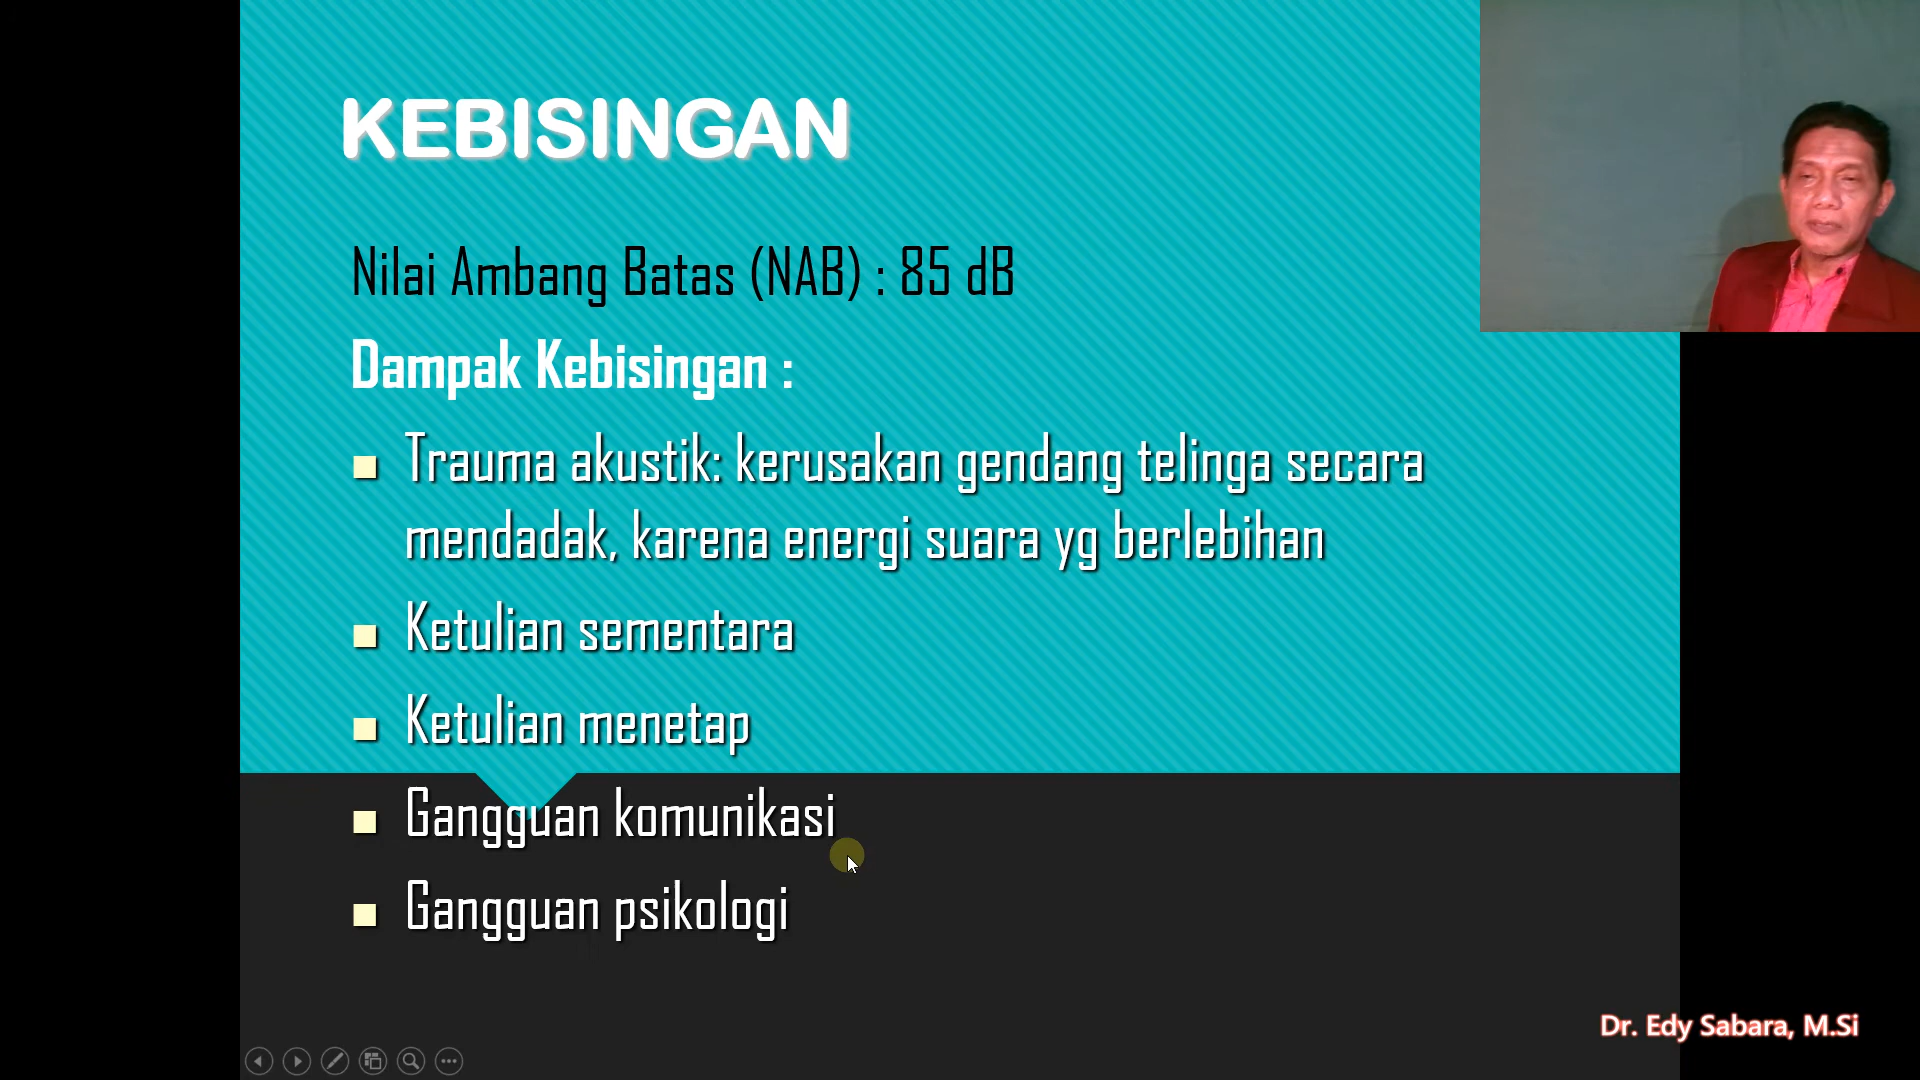 KEBISINGAN
Nilai Ambang Batas (NAB) : 85 dB
Dampak Kebisingan :
Trauma akustik: kerusakan gendang telinga secara
mendadak, karena energi suara yg berlebihan
Ketulian sementara
Ketulian menetap
Gangguan komunikasi
Gangguan psikologi
Dr. Edy Sabara, M.Si